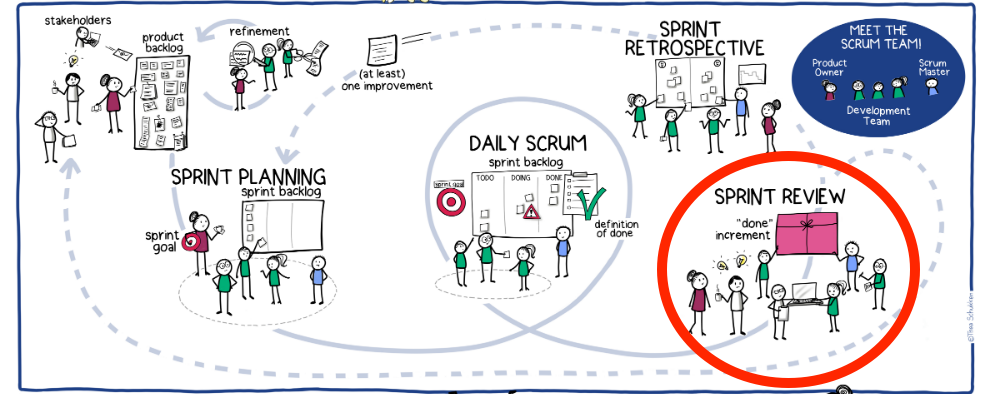 stakeholders
product
backlog
refinement
(at least)
one improvement
SPRINT
RETROSPECTIVE
MEET THE
SCRUM TEAM!
Product
Owner
Scrum
Master
Development
Team
SPRINT PLANNING
sprint backlog
sprint
goal
DAILY SCRUM
sprint backlog
sprint goal
TODO
DOING
DONE
definition
of done
SPRINT REVIEW
"done"
increment
©Thea Schukken